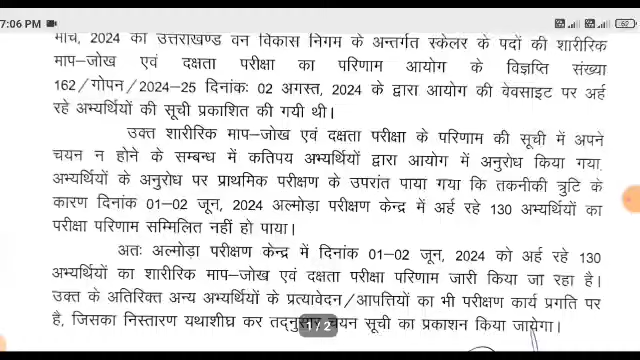 7:06 PM
62
मार्च, 2024 को उत्तराखण्ड वन विकास निगम के अन्तर्गत स्केलर के पदों की शारीरिक
माप–जोख एवं दक्षता परीक्षा का परिणाम आयोग के विज्ञप्ति संख्या
162/गोपन/2024–25 दिनांकः 02 अगस्त, 2024 के द्वारा आयोग की वेवसाइट पर अर्ह
रहे अभ्यर्थियों की सूची प्रकाशित की गयी थी।
उक्त शारीरिक माप–जोख एवं दक्षता परीक्षा के परिणाम की सूची में अपने
चयन न होने के सम्बन्ध में कतिपय अभ्यर्थियों द्वारा आयोग में अनुरोध किया गया
अभ्यर्थियों के अनुरोध पर प्राथमिक परीक्षण के उपरांत पाया गया कि तकनीकी त्रुटि के
कारण दिनांक 01–02 जून, 2024 अल्मोड़ा परीक्षण केन्द्र में अर्ह रहे 130 अभ्यर्थियों का
परीक्षा परिणाम सम्मिलित नहीं हो पाया।
अतः अल्मोड़ा परीक्षण केन्द्र में दिनांक 01–02 जून, 2024 को अर्ह रहे 130
अभ्यर्थियों का शारीरिक माप–जोख एवं दक्षता परीक्षा परिणाम जारी किया जा रहा है।
उक्त के अतिरिक्त अन्य अभ्यर्थियों के प्रत्यावेदन/आपत्तियों का भी परीक्षण कार्य प्रगति पर
है, जिसका निस्तारण यथाशीघ्र कर तद्नुसार चयन सूची का प्रकाशन किया जायेगा।
1 / 2